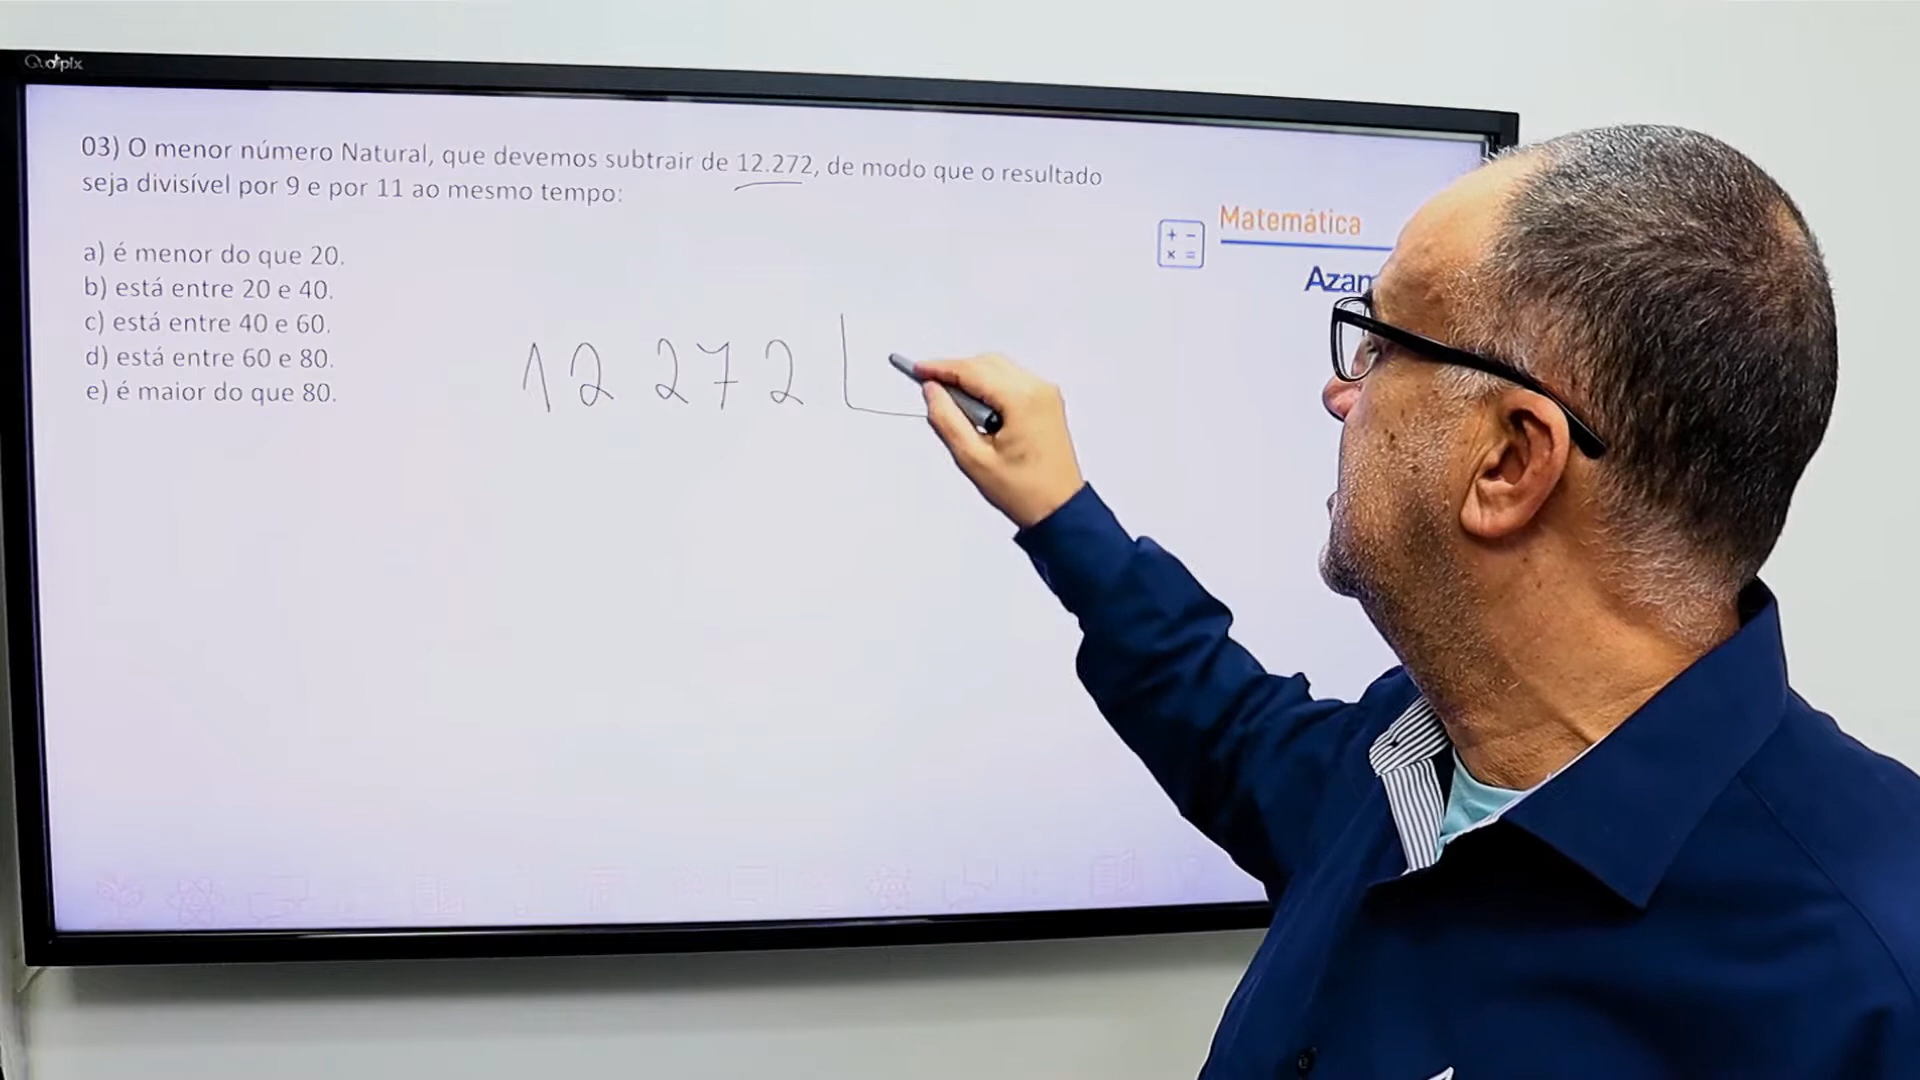 03) O menor número Natural, que devemos subtrair de 12.272, de modo que o resultado
seja divisível por 9 e por 11 ao mesmo tempo:
a) é menor do que 20.
b) está entre 20 e 40.
c) está entre 40 e 60.
d) está entre 60 e 80.
e) é maior do que 80.
Matemática
12 272